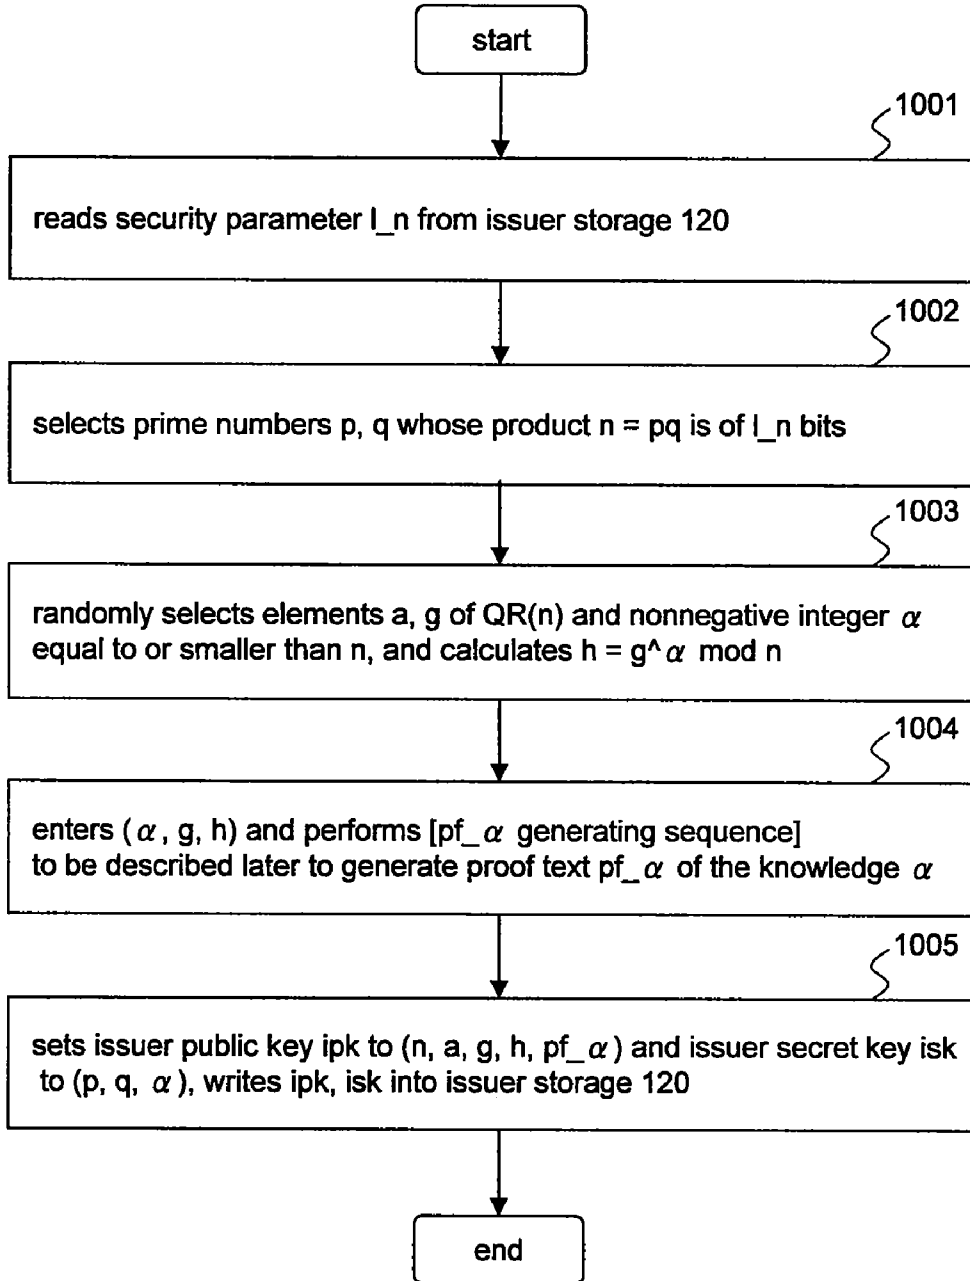 start
1001
reads security parameter l_n from issuer storage 120
1002
selects prime numbers p, q whose product n = pq is of l_n bits
1003
randomly selects elements a, g of QR(n) and nonnegative integer α
equal to or smaller than n, and calculates h = g^α mod n
1004
enters (α, g, h) and performs [pf_α generating sequence]
to be described later to generate proof text pf_α of the knowledge α
1005
sets issuer public key ipk to (n, a, g, h, pf_α) and issuer secret key isk
to (p, q, α), writes ipk, isk into issuer storage 120
end